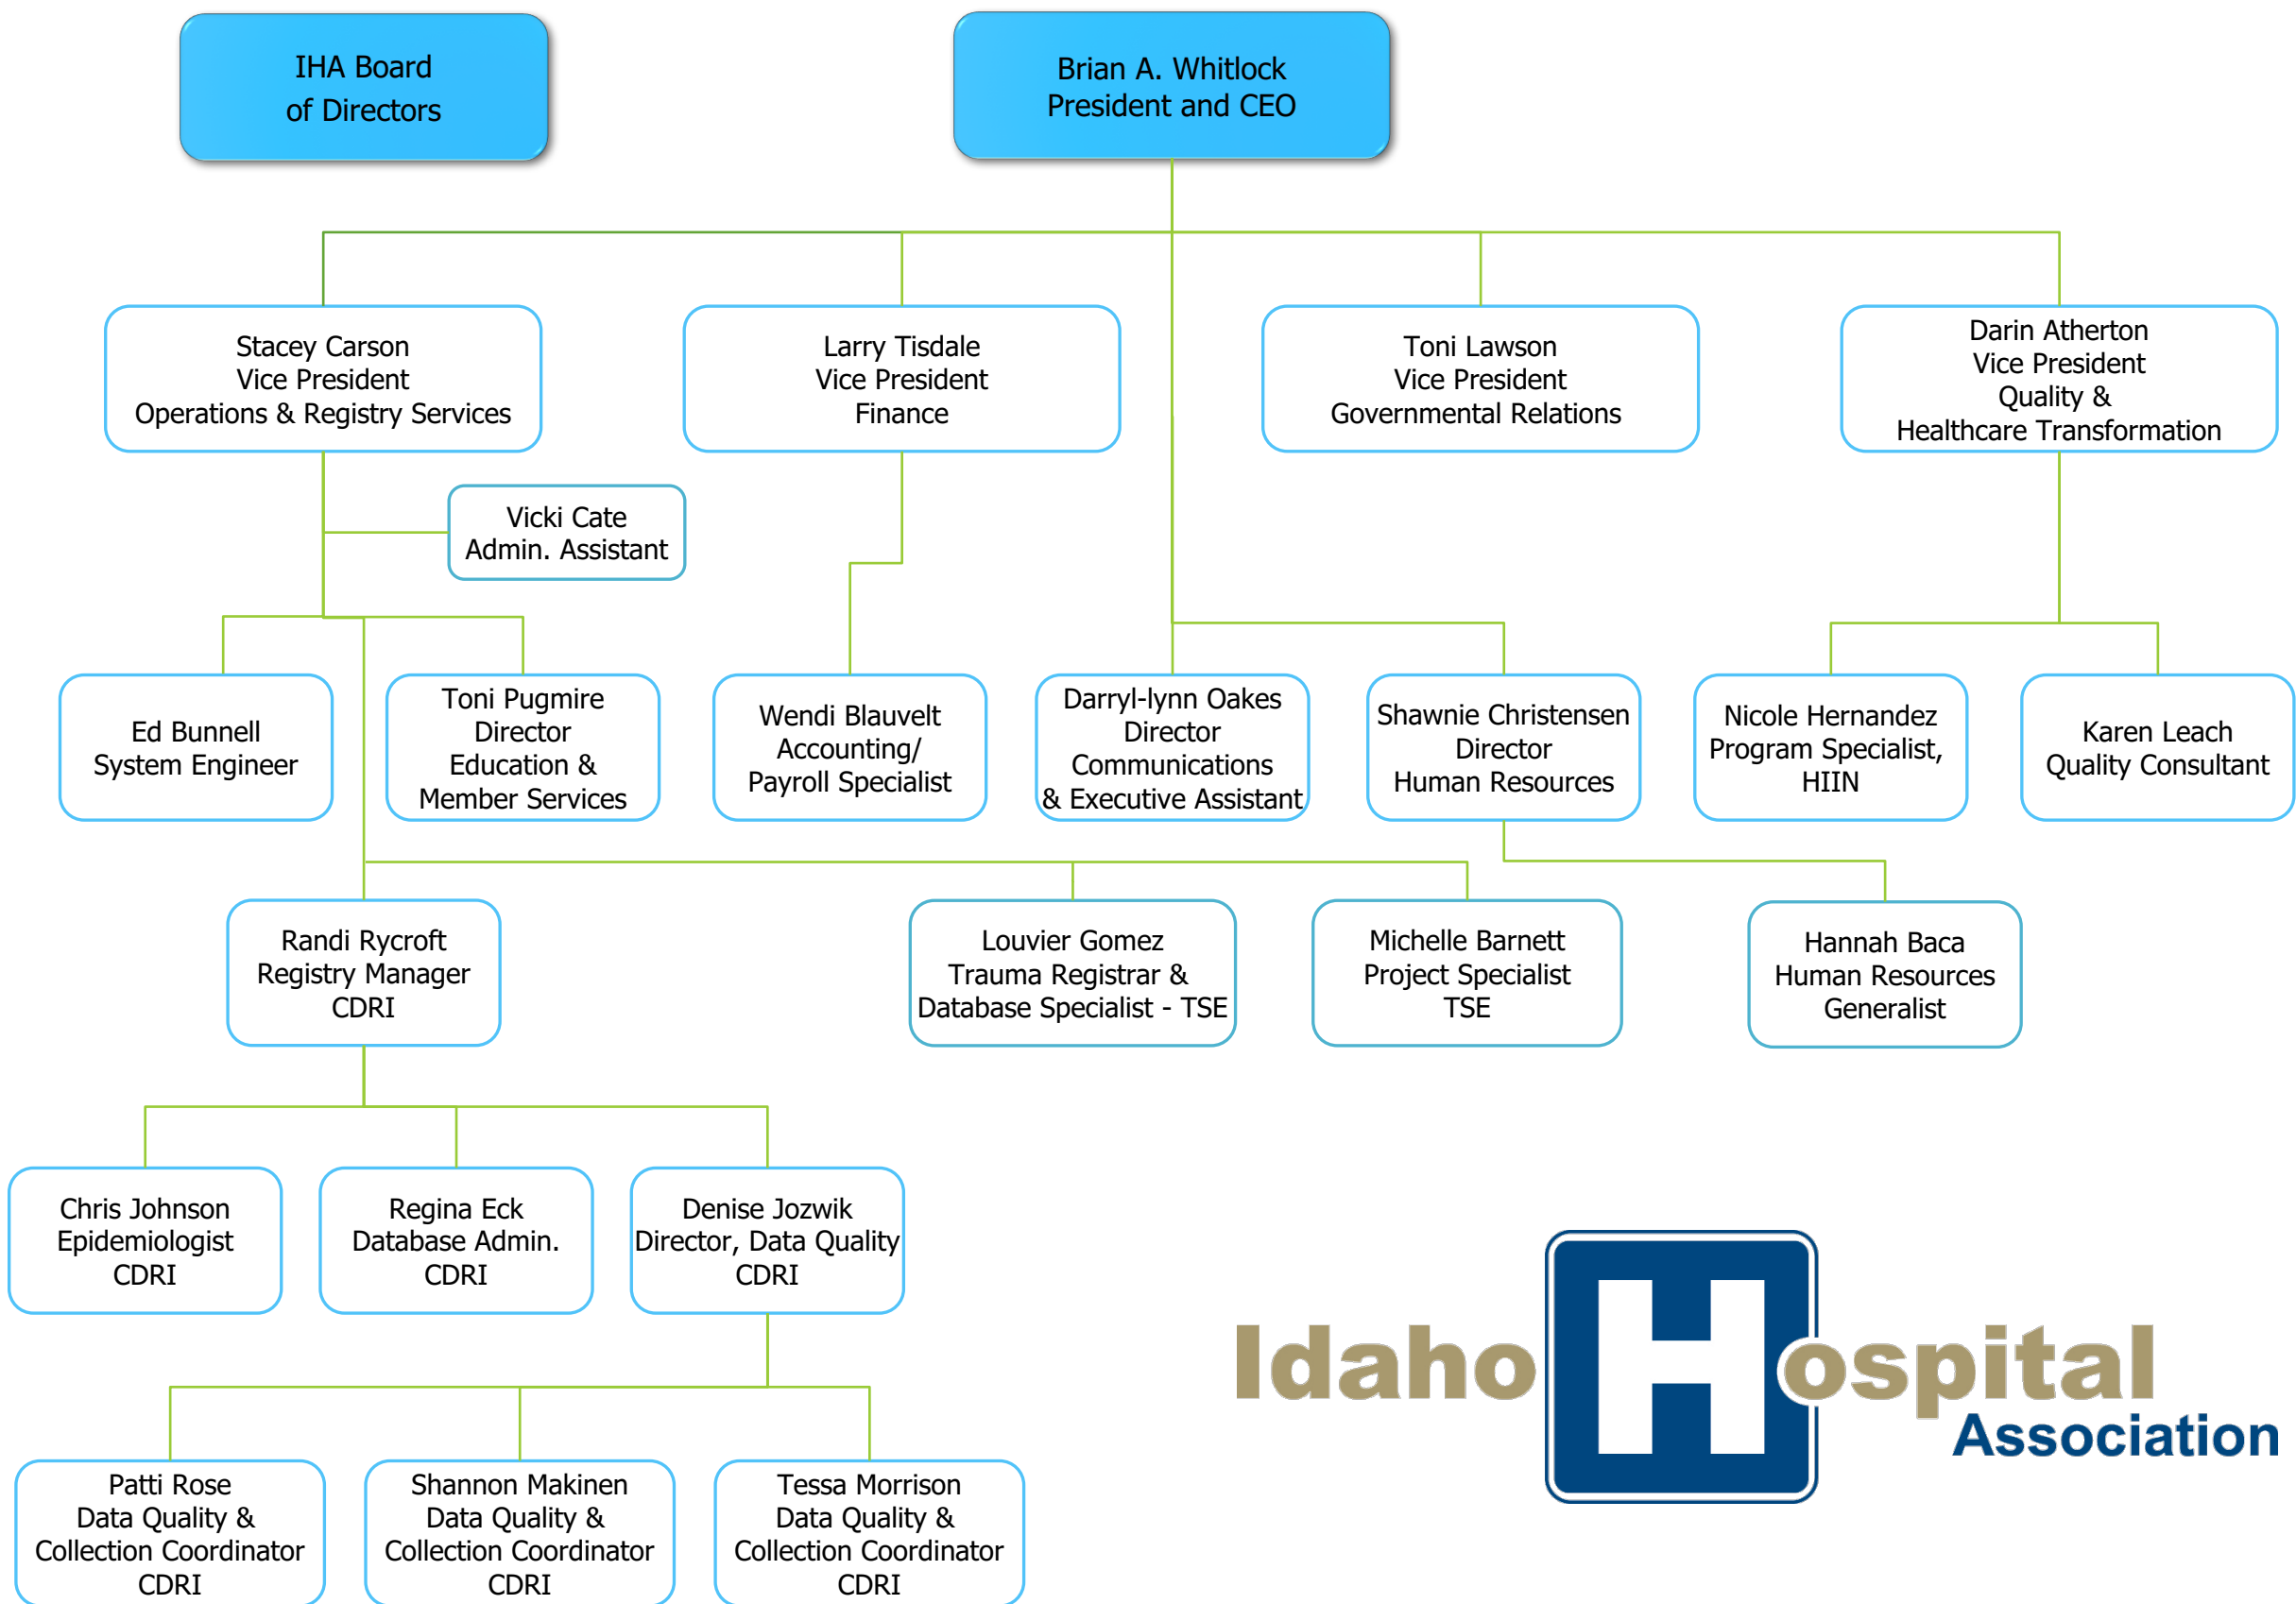 IHA Board
of Directors
Brian A. Whitlock
President and CEO
Stacey Carson
Vice President
Operations & Registry Services
Larry Tisdale
Vice President
Finance
Toni Lawson
Vice President
Governmental Relations
Darin Atherton
Vice President
Quality &
Healthcare Transformation
Vicki Cate
Admin. Assistant
Ed Bunnell
System Engineer
Toni Pugmire
Director
Education &
Member Services
Wendi Blauvelt
Accounting/
Payroll Specialist
Darryl-lynn Oakes
Director
Communications
& Executive Assistant
Shawnie Christensen
Director
Human Resources
Nicole Hernandez
Program Specialist,
HIIN
Karen Leach
Quality Consultant
Randi Rycroft
Registry Manager
CDRI
Louvier Gomez
Trauma Registrar &
Database Specialist - TSE
Michelle Barnett
Project Specialist
TSE
Hannah Baca
Human Resources
Generalist
Chris Johnson
Epidemiologist
CDRI
Regina Eck
Database Admin.
CDRI
Denise Jozwik
Director, Data Quality
CDRI
Patti Rose
Data Quality &
Collection Coordinator
CDRI
Shannon Makinen
Data Quality &
Collection Coordinator
CDRI
Tessa Morrison
Data Quality &
Collection Coordinator
CDRI
Idaho Hospital
Association